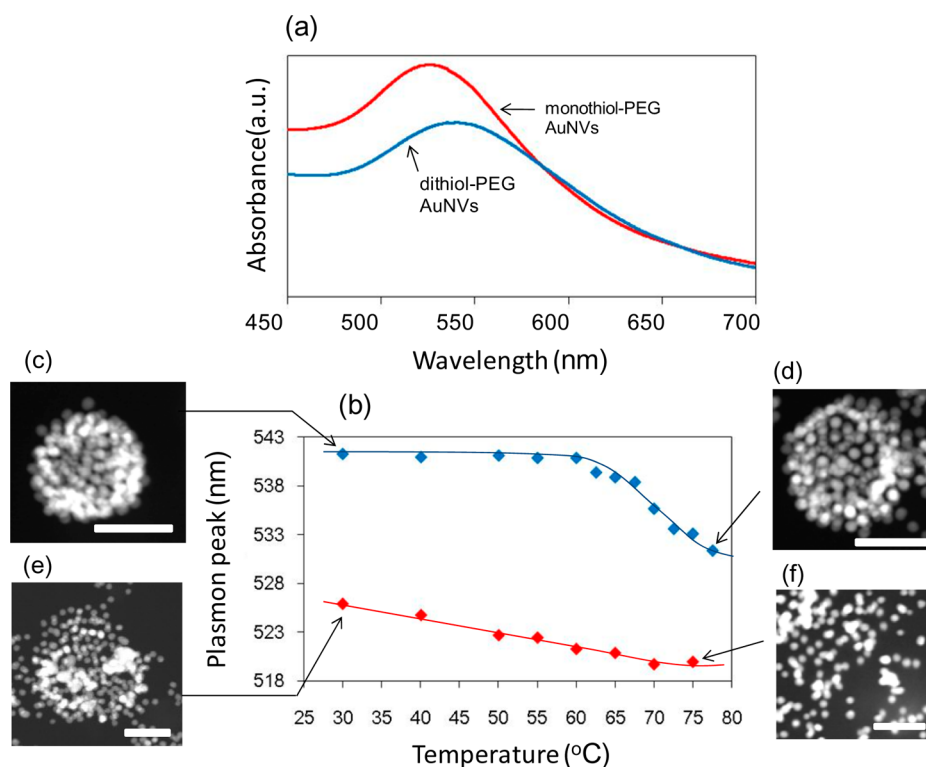 (a)
Absorbance(a.u.)
monothiol-PEG
AuNVs
dithiol-PEG
AuNVs
450 500 550 600 650 700
Wavelength (nm)
(c)
(d)
(b)
Plasmon peak (nm)
543
538
533
528
523
518
(e)
(f)
25 30 35 40 45 50 55 60 65 70 75 80
Temperature (oC)